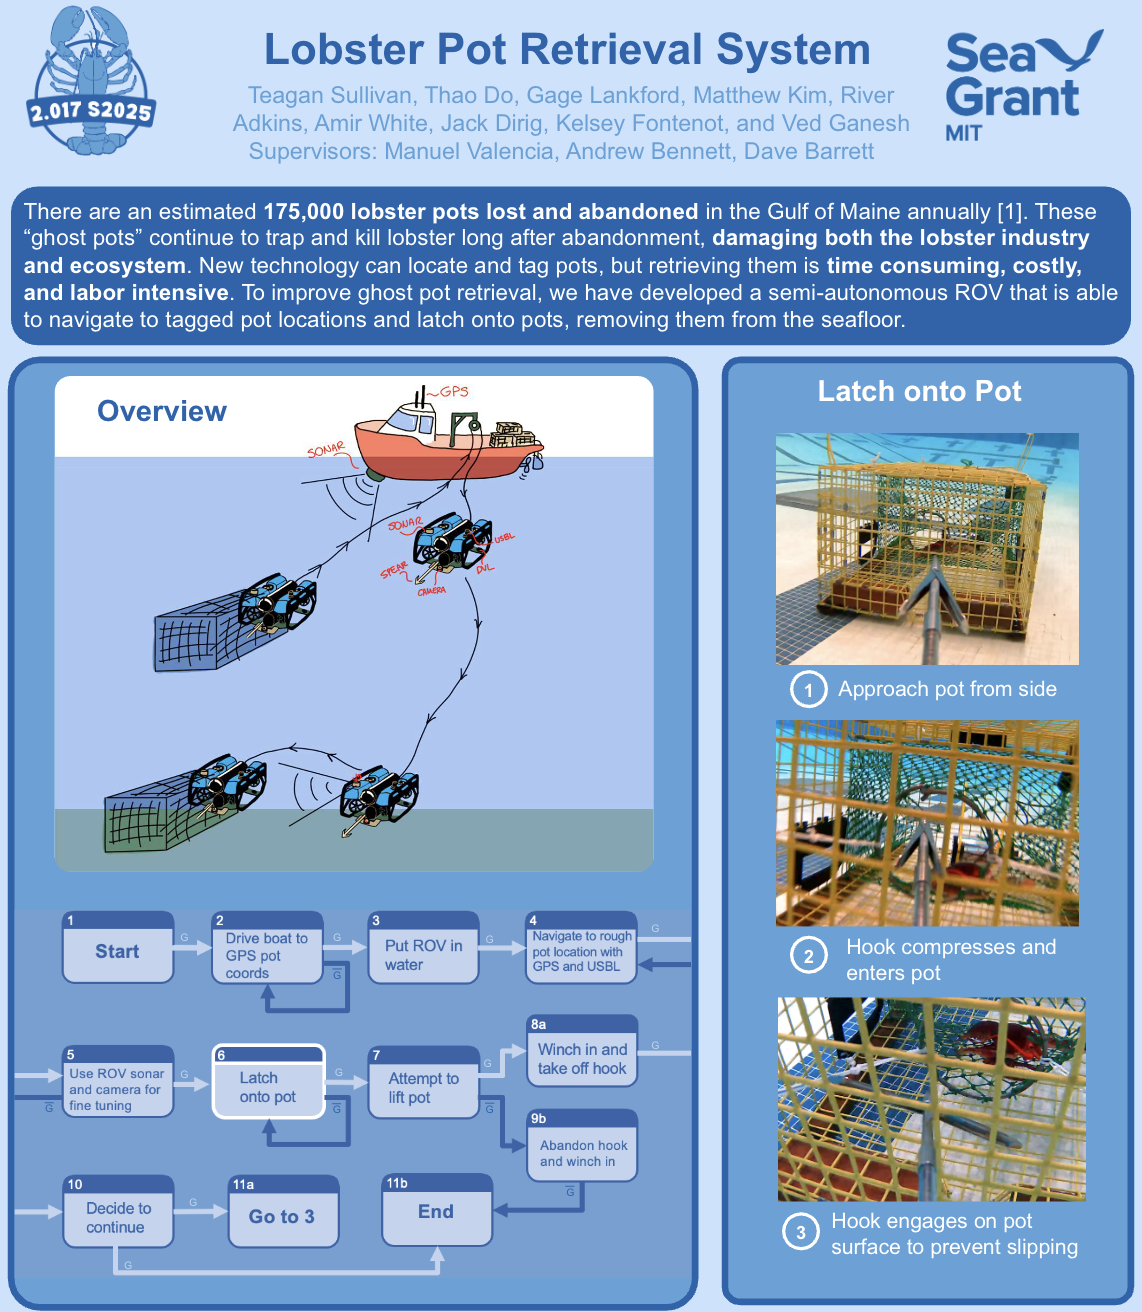 2.017 S2025
Lobster Pot Retrieval System
Teagan Sullivan, Thao Do, Gage Lankford, Matthew Kim, River
Adkins, Amir White, Jack Dirig, Kelsey Fontenot, and Ved Ganesh
Supervisors: Manuel Valencia, Andrew Bennett, Dave Barrett
Sea
Grant
MIT
There are an estimated 175,000 lobster pots lost and abandoned in the Gulf of Maine annually [1]. These
“ghost pots” continue to trap and kill lobster long after abandonment, damaging both the lobster industry
and ecosystem. New technology can locate and tag pots, but retrieving them is time consuming, costly,
and labor intensive. To improve ghost pot retrieval, we have developed a semi-autonomous ROV that is able
to navigate to tagged pot locations and latch onto pots, removing them from the seafloor.
Overview
GPS
SONAR
SONAR
USBL
SPEAR
DVL
CAMERA
1
Start
G
2
Drive boat to
GPS pot
coords
G
G̅
3
Put ROV in
water
G
4
Navigate to rough
pot location with
GPS and USBL
G
5
Use ROV sonar
and camera for
fine tuning
G̅
G
6
Latch
onto pot
G
G̅
7
Attempt to
lift pot
G
G̅
8a
Winch in and
take off hook
G
9b
Abandon hook
and winch in
G̅
10
Decide to
continue
G
G
11a
Go to 3
11b
End
Latch onto Pot
1
Approach pot from side
2
Hook compresses and
enters pot
3
Hook engages on pot
surface to prevent slipping